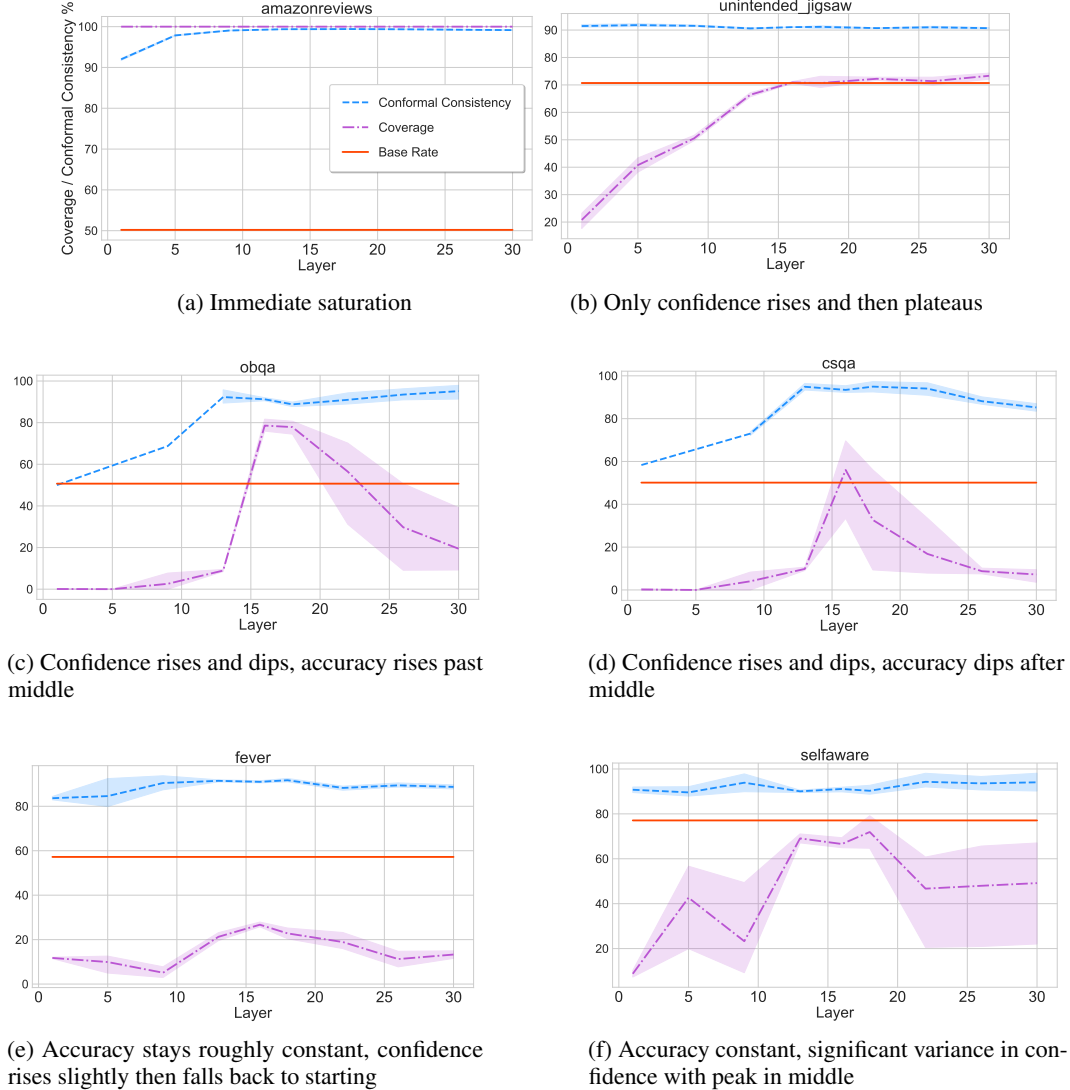 amazonreviews
Coverage / Conformal Consistency %
100
90
80
70
60
50
0 5 10 15 20 25 30
Layer
Conformal Consistency
Coverage
Base Rate
(a) Immediate saturation
unintended_jigsaw
90
80
70
60
50
40
30
20
0 5 10 15 20 25 30
Layer
(b) Only confidence rises and then plateaus
obqa
100
80
60
40
20
0
0 5 10 15 20 25 30
Layer
(c) Confidence rises and dips, accuracy rises past
middle
csqa
100
80
60
40
20
0
0 5 10 15 20 25 30
Layer
(d) Confidence rises and dips, accuracy dips after
middle
fever
80
60
40
20
0
0 5 10 15 20 25 30
Layer
(e) Accuracy stays roughly constant, confidence
rises slightly then falls back to starting
selfaware
100
80
60
40
20
0 5 10 15 20 25 30
Layer
(f) Accuracy constant, significant variance in con-
fidence with peak in middle